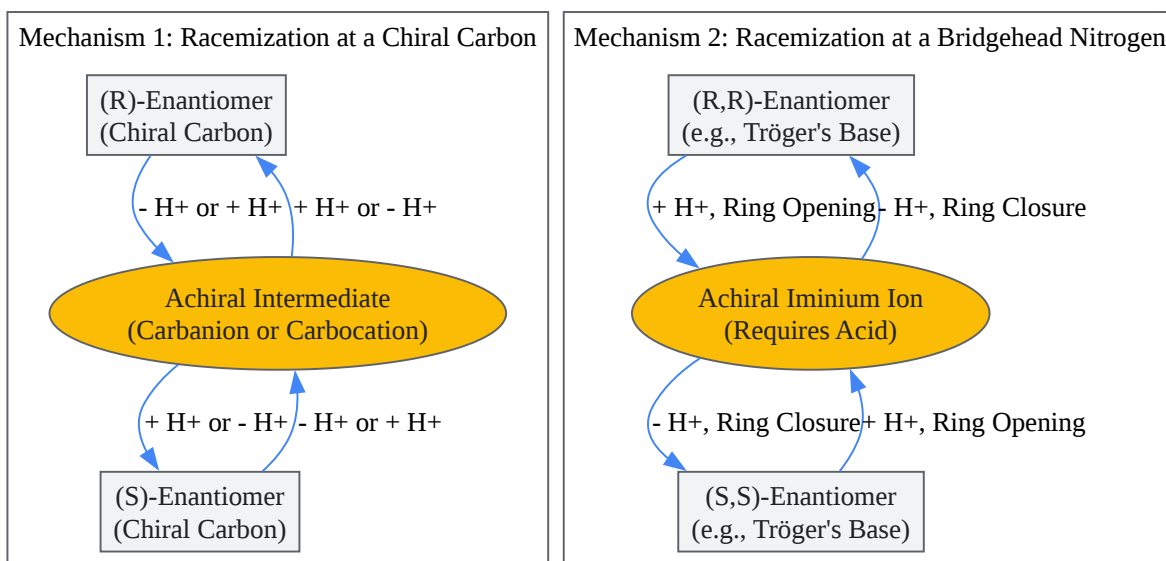 Mechanism 1: Racemization at a Chiral Carbon
(R)-Enantiomer
(Chiral Carbon)
- H+ or + H+
+ H+ or - H+
Achiral Intermediate
(Carbanion or Carbocation)
+ H+ or - H+
- H+ or + H+
(S)-Enantiomer
(Chiral Carbon)
Mechanism 2: Racemization at a Bridgehead Nitrogen
(R,R)-Enantiomer
(e.g., Tröger's Base)
+ H+, Ring Opening
- H+, Ring Closure
Achiral Iminium Ion
(Requires Acid)
- H+, Ring Closure
+ H+, Ring Opening
(S,S)-Enantiomer
(e.g., Tröger's Base)